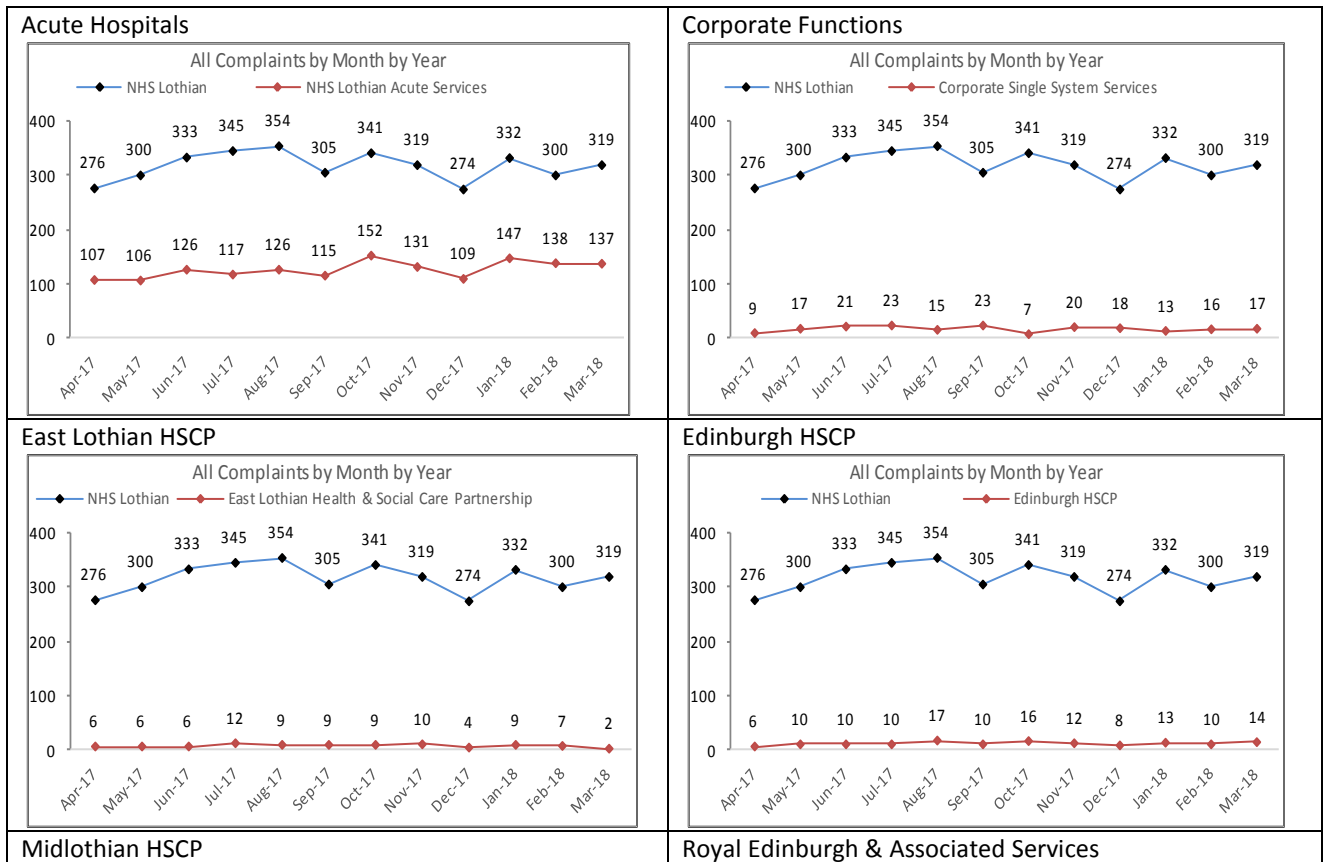 Acute Hospitals
All Complaints by Month by Year
NHS Lothian NHS Lothian Acute Services
400
300
200
100
0
276 300 333 345 354 305 341 319 274 332 300 319
107 106 126 117 126 115 152 131 109 147 138 137
Apr-17 May-17 Jun-17 Jul-17 Aug-17 Sep-17 Oct-17 Nov-17 Dec-17 Jan-18 Feb-18 Mar-18
Corporate Functions
All Complaints by Month by Year
NHS Lothian Corporate Single System Services
400
300
200
100
0
276 300 333 345 354 305 341 319 274 332 300 319
9 17 21 23 15 23 7 20 18 13 16 17
Apr-17 May-17 Jun-17 Jul-17 Aug-17 Sep-17 Oct-17 Nov-17 Dec-17 Jan-18 Feb-18 Mar-18
East Lothian HSCP
All Complaints by Month by Year
NHS Lothian East Lothian Health & Social Care Partnership
400
300
200
100
0
276 300 333 345 354 305 341 319 274 332 300 319
6 6 6 12 9 9 9 10 4 9 7 2
Apr-17 May-17 Jun-17 Jul-17 Aug-17 Sep-17 Oct-17 Nov-17 Dec-17 Jan-18 Feb-18 Mar-18
Edinburgh HSCP
All Complaints by Month by Year
NHS Lothian Edinburgh HSCP
400
300
200
100
0
276 300 333 345 354 305 341 319 274 332 300 319
6 10 10 10 17 10 16 12 8 13 10 14
Apr-17 May-17 Jun-17 Jul-17 Aug-17 Sep-17 Oct-17 Nov-17 Dec-17 Jan-18 Feb-18 Mar-18
Midlothian HSCP
Royal Edinburgh & Associated Services